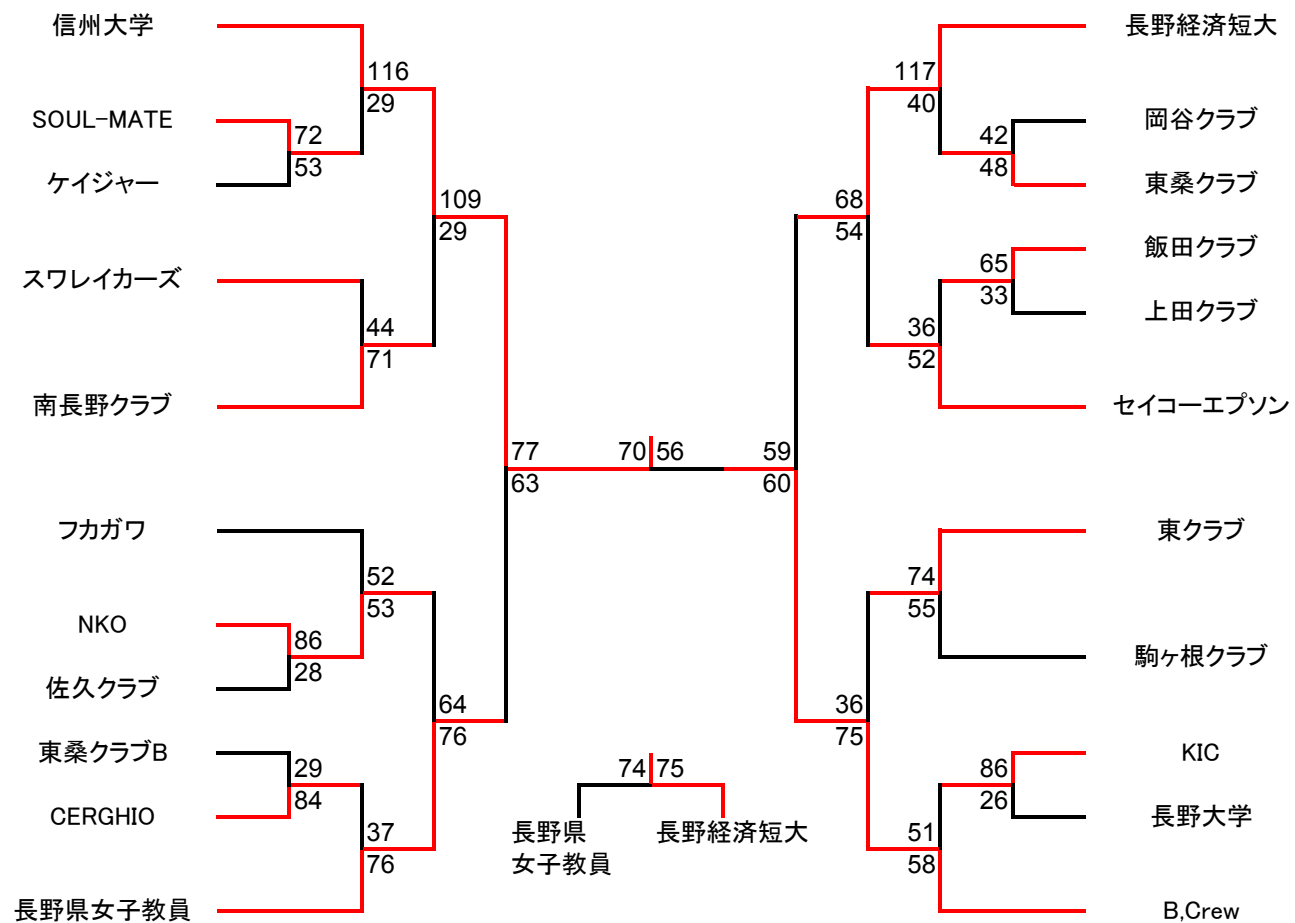 信州大学
116
29
SOUL-MATE
72
53
ケイジャー
109
29
スワレイカーズ
44
71
南長野クラブ
77
63
フカガワ
52
53
NKO
86
28
佐久クラブ
64
76
東桑クラブB
29
84
CERGHIO
37
76
長野県女子教員
70 56
74 75
長野県
女子教員
長野経済短大
長野経済短大
117
40
岡谷クラブ
42
48
東桑クラブ
68
54
飯田クラブ
65
33
上田クラブ
36
52
セイコーエプソン
59
60
東クラブ
74
55
駒ヶ根クラブ
36
75
KIC
86
26
長野大学
51
58
B,Crew